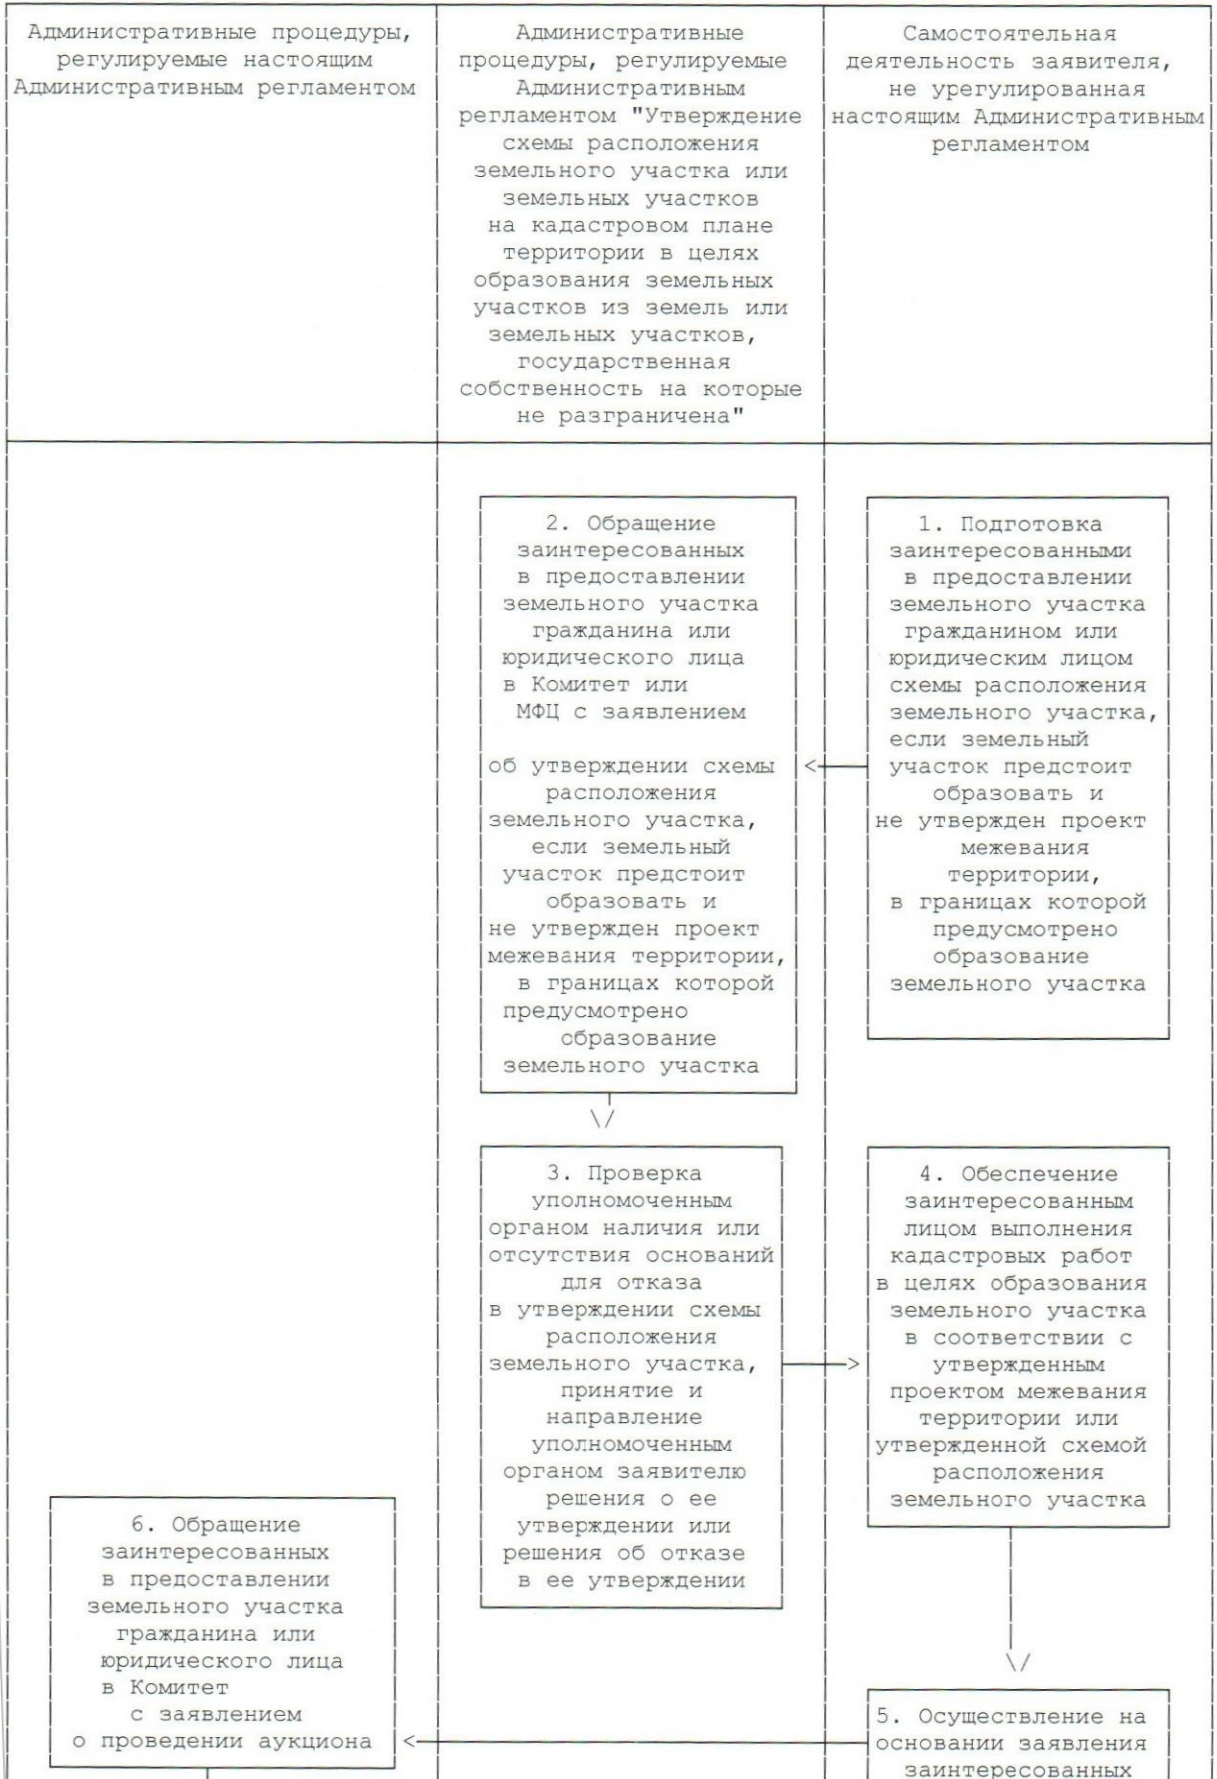 Административные процедуры,
регулируемые настоящим
Административным регламентом
Административные
процедуры, регулируемые
Административным
регламентом "Утверждение
схемы расположения
земельного участка или
земельных участков
на кадастровом плане
территории в целях
образования земельных
участков из земель или
земельных участков,
государственная
собственность на которые
не разграничена"
Самостоятельная
деятельность заявителя,
не урегулированная
настоящим Административным
регламентом
2. Обращение
заинтересованных
в предоставлении
земельного участка
гражданина или
юридического лица
в Комитет или
МФЦ с заявлением
об утверждении схемы
расположения
земельного участка,
если земельный
участок предстоит
образовать и
не утвержден проект
межевания территории,
в границах которой
предусмотрено
образование
земельного участка
1. Подготовка
заинтересованными
в предоставлении
земельного участка
гражданином или
юридическим лицом
схемы расположения
земельного участка,
если земельный
участок предстоит
образовать и
не утвержден проект
межевания
территории,
в границах которой
предусмотрено
образование
земельного участка
3. Проверка
уполномоченным
органом наличия или
отсутствия оснований
для отказа
в утверждении схемы
расположения
земельного участка,
принятие и
направление
уполномоченным
органом заявителю
решения о ее
утверждении или
решения об отказе
в ее утверждении
4. Обеспечение
заинтересованным
лицом выполнения
кадастровых работ
в целях образования
земельного участка
в соответствии с
утвержденным
проектом межевания
территории или
утвержденной схемой
расположения
земельного участка
6. Обращение
заинтересованных
в предоставлении
земельного участка
гражданина или
юридического лица
в Комитет
с заявлением
о проведении аукциона
5. Осуществление на
основании заявления
заинтересованных